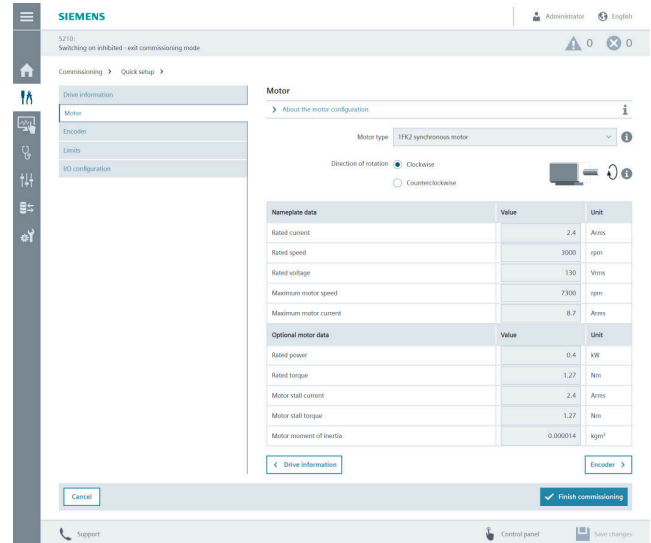 SIEMENS
Administrator
English
S210:
Switching on inhibited - exit commissioning mode
0
0
Commissioning > Quick setup >
Drive information
Motor
Encoder
Limits
I/O configuration
Motor
> About the motor configuration
Motor type 1FK2 synchronous motor
Direction of rotation Clockwise
Counterclockwise
Nameplate data Value Unit
Rated current 2.4 Arms
Rated speed 3000 rpm
Rated voltage 130 Vrms
Maximum motor speed 7300 rpm
Maximum motor current 8.7 Arms
Optional motor data Value Unit
Rated power 0.4 kW
Rated torque 1.27 Nm
Motor stall current 2.4 Arms
Motor stall torque 1.27 Nm
Motor moment of inertia 0.000014 kgm²
< Drive information
Encoder >
Cancel
Finish commissioning
Support
Control panel
Save changes